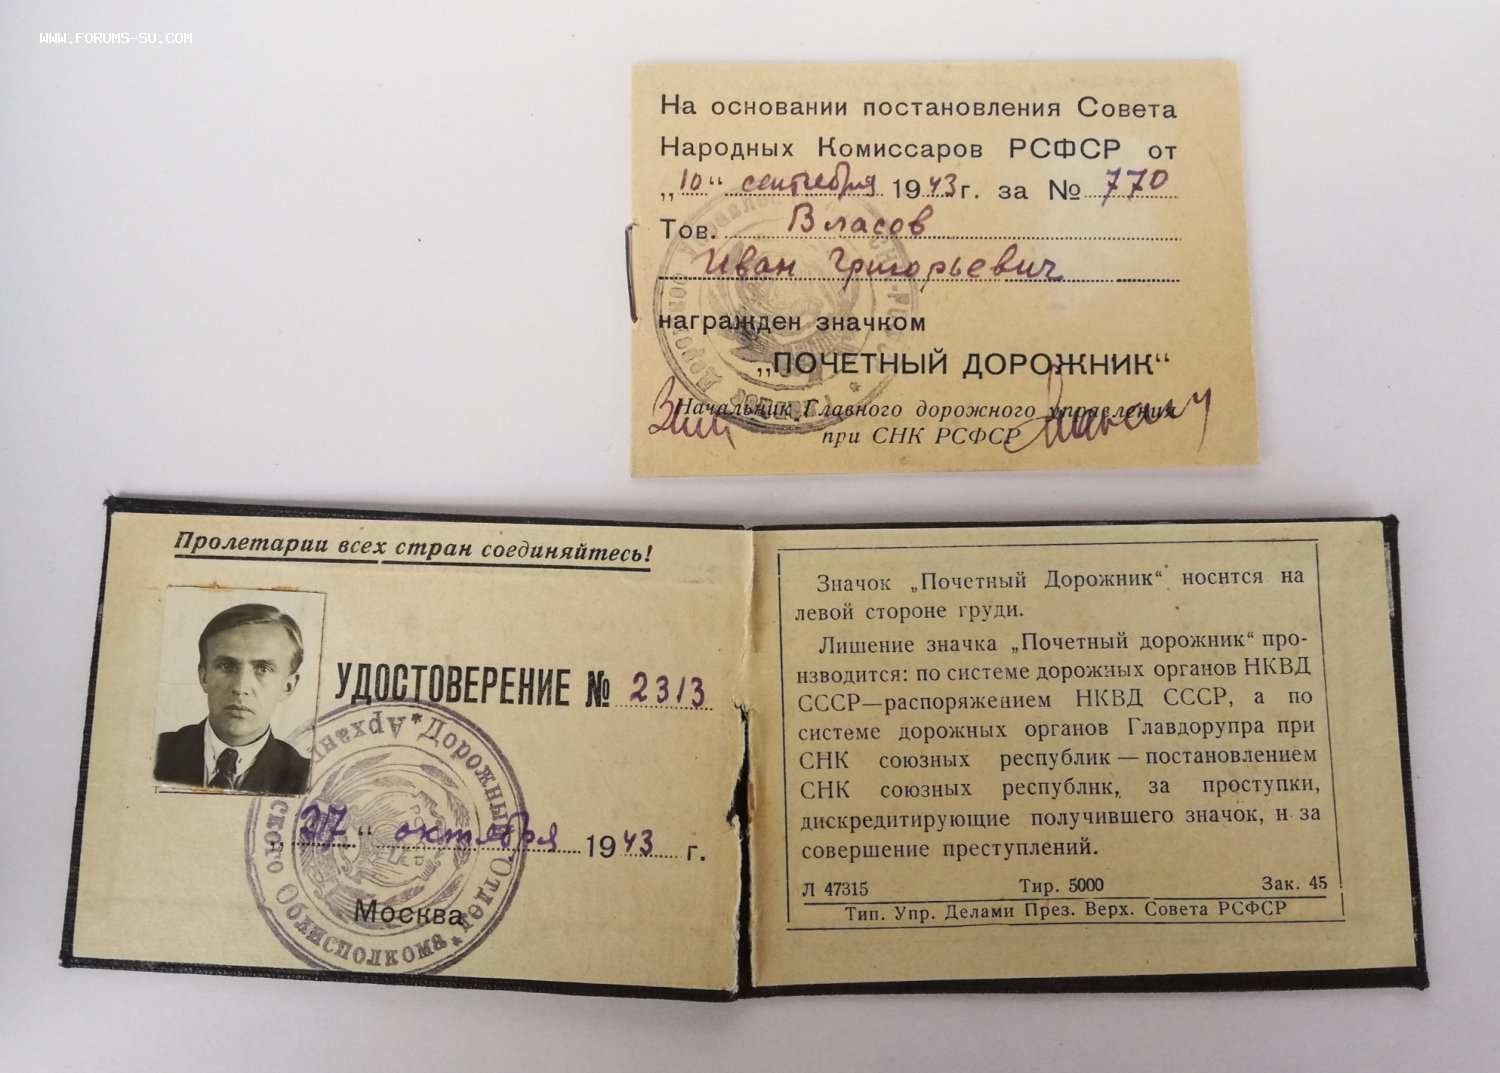 WWW.FORUMS-SU.COM
На основании постановления Совета
Народных Комиссаров РСФСР от
„10“ сентября 1943 г. за № 770
Тов. Власов
Иван Григорьевич
награжден значком
„ПОЧЕТНЫЙ ДОРОЖНИК“
Начальник Главного дорожного управления
при СНК РСФСР
Пролетарии всех стран соединяйтесь!
УДОСТОВЕРЕНИЕ № 2313
„27“ октября 1943 г.
Москва
Дорожный Отдел
Облисполкома
Значок „Почетный Дорожник“ носится на
левой стороне груди.
Лишение значка „Почетный дорожник“ про-
изводится: по системе дорожных органов НКВД
СССР—распоряжением НКВД СССР, а по
системе дорожных органов Главдорупра при
СНК союзных республик — постановлением
СНК союзных республик, за проступки,
дискредитирующие получившего значок, и за
совершение преступлений.
Л 47315 Тир. 5000 Зак. 45
Тип. Упр. Делами През. Верх. Совета РСФСР